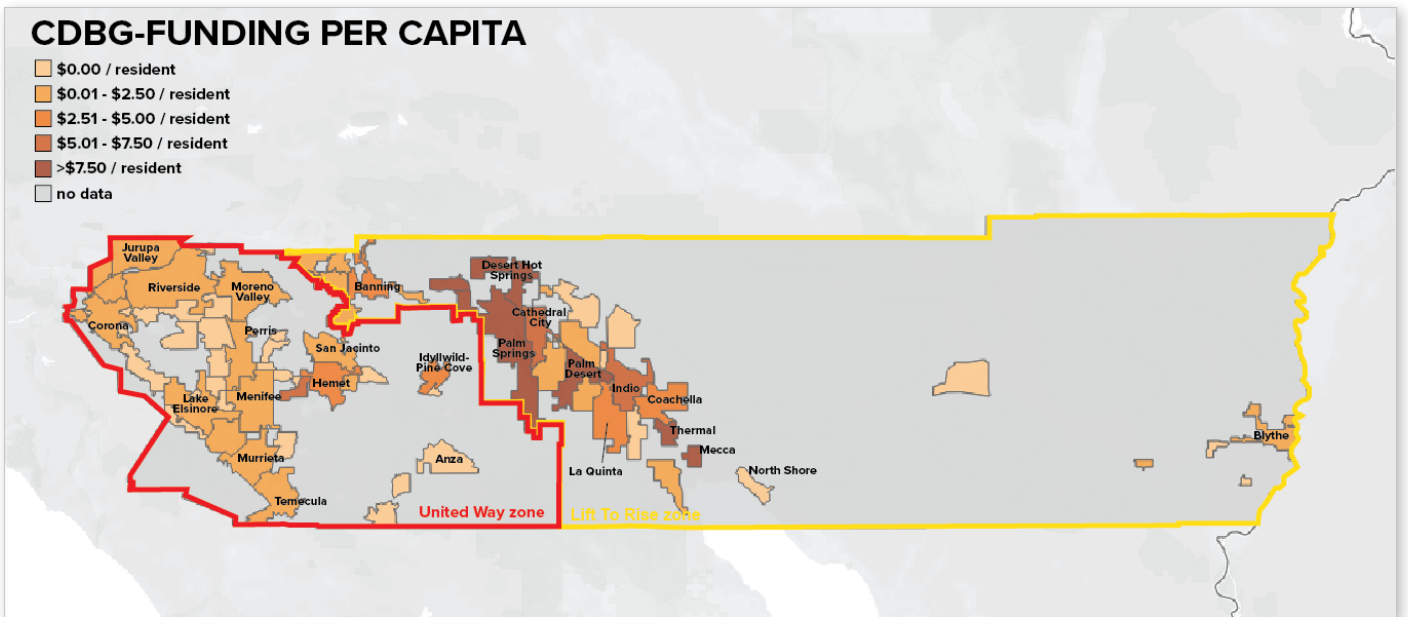 CDBG-FUNDING PER CAPITA
$0.00 / resident
$0.01 - $2.50 / resident
$2.51 - $5.00 / resident
$5.01 - $7.50 / resident
>$7.50 / resident
no data
Jurupa
Valley
Riverside
Moreno
Valley
Corona
Perris
Banning
San Jacinto
Hemet
Idyllwild-
Pine Cove
Lake
Elsinore
Menifee
Murrieta
Temecula
Anza
Desert Hot
Springs
Cathedral
City
Palm
Springs
Palm
Desert
Indio
Coachella
Thermal
Mecca
La Quinta
North Shore
Blythe
United Way zone
Lift To Rise zone